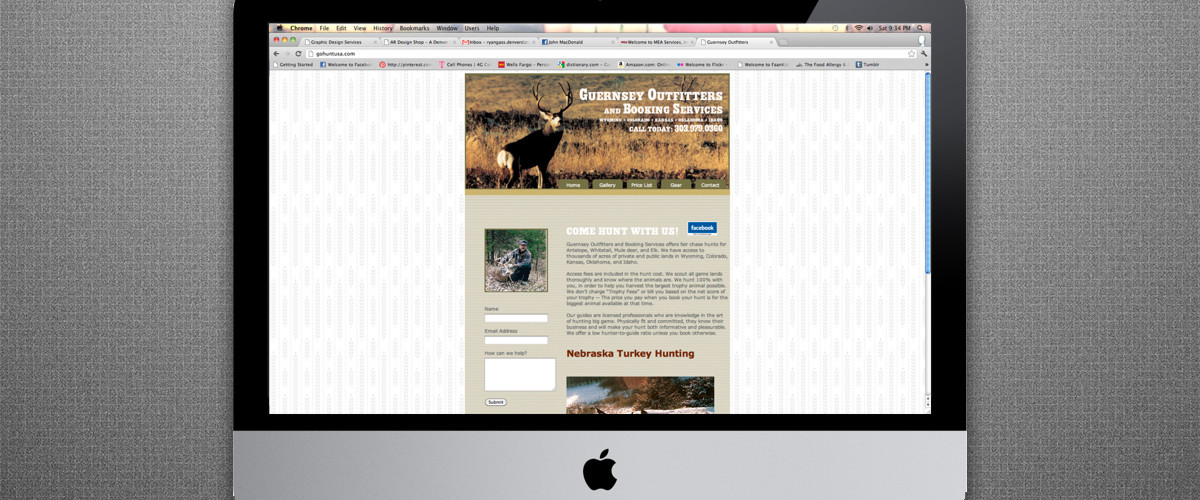 Chrome File Edit View History Bookmarks Window Users Help Sat 9:34 PM
Graphic Design Services AR Design Shop - A Denver John MacDonald Welcome to MEA Services, Guernsey Outfitters
gohuntusa.com
Getting Started Welcome to Facebo http://pinterest.com Cell Phones | 4G Wells Fargo - Person dictionary.com - Fre Amazon.com: Online Welcome to Flickr Welcome to The Food Allergy & Tumblr
GUERNSEY OUTFITTERS
AND BOOKING SERVICES
WYOMING • COLORADO • KANSAS • OKLAHOMA • IDAHO
CALL TODAY: 303.979.0360
Home Gallery Price List Gear Contact
COME HUNT WITH US! facebook
Guernsey Outfitters and Booking Services offers fair chase hunts for
Antelope, Whitetail, Mule deer, and Elk. We have access to
thousands of acres of private and public lands in Wyoming, Colorado,
Kansas, Oklahoma, and Idaho.
Access fees are included in the hunt cost. We scout all game lands
thoroughly and know where the animals are. We hunt 100% with
you, in order to help you harvest the largest trophy animal possible.
We don't charge "Trophy Fees" or bill you based on the net score of
your trophy -- The price you pay when you book your hunt is for the
biggest animal available at that time.
Our guides are licensed professionals who are knowledge in the art
of hunting big game. Physically fit and committed, they know their
business and will make your hunt both informative and pleasurable.
We offer a low hunter-to-guide ratio unless you book otherwise.
Name
Email Address
How can we help?
Submit
Nebraska Turkey Hunting